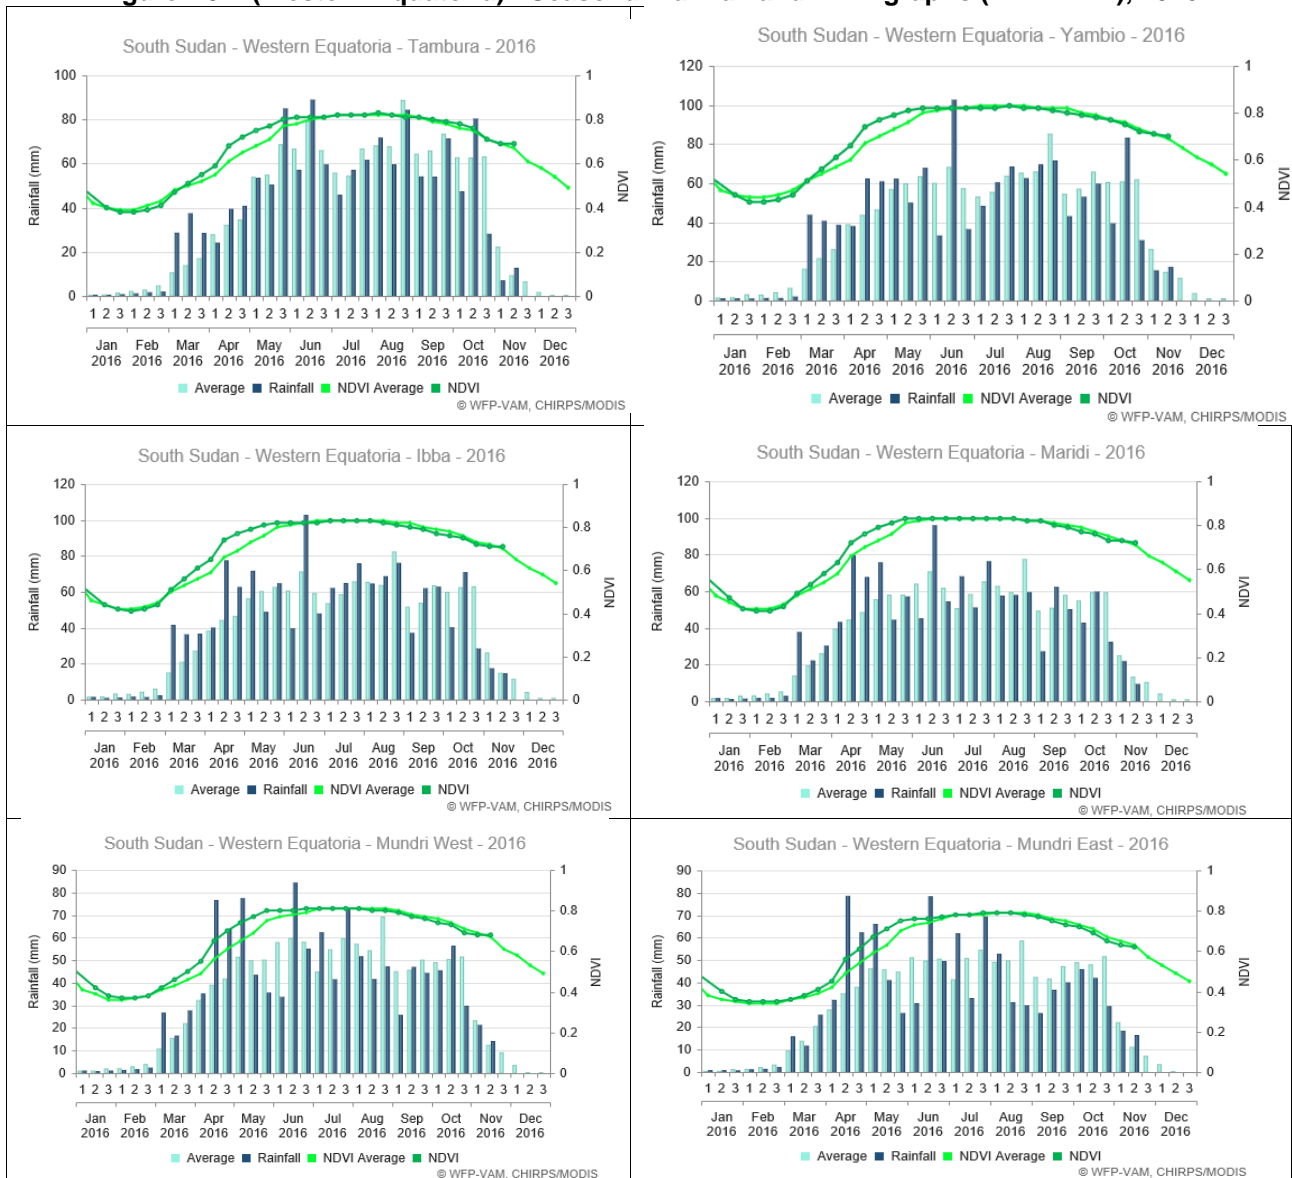 South Sudan - Western Equatoria - Tambura - 2016
100
80
60
40
20
0
Rainfall (mm)
1
0.8
0.6
0.4
0.2
0
NDVI
1 2 3 1 2 3 1 2 3 1 2 3 1 2 3 1 2 3 1 2 3 1 2 3 1 2 3 1 2 3 1 2 3 1 2 3
Jan Feb Mar Apr May Jun Jul Aug Sep Oct Nov Dec
2016 2016 2016 2016 2016 2016 2016 2016 2016 2016 2016 2016
Average Rainfall NDVI Average NDVI
© WFP-VAM, CHIRPS/MODIS
South Sudan - Western Equatoria - Yambio - 2016
120
100
80
60
40
20
0
Rainfall (mm)
1
0.8
0.6
0.4
0.2
0
NDVI
1 2 3 1 2 3 1 2 3 1 2 3 1 2 3 1 2 3 1 2 3 1 2 3 1 2 3 1 2 3 1 2 3 1 2 3
Jan Feb Mar Apr May Jun Jul Aug Sep Oct Nov Dec
2016 2016 2016 2016 2016 2016 2016 2016 2016 2016 2016 2016
Average Rainfall NDVI Average NDVI
© WFP-VAM, CHIRPS/MODIS
South Sudan - Western Equatoria - Ibba - 2016
120
100
80
60
40
20
0
Rainfall (mm)
1
0.8
0.6
0.4
0.2
0
NDVI
1 2 3 1 2 3 1 2 3 1 2 3 1 2 3 1 2 3 1 2 3 1 2 3 1 2 3 1 2 3 1 2 3 1 2 3
Jan Feb Mar Apr May Jun Jul Aug Sep Oct Nov Dec
2016 2016 2016 2016 2016 2016 2016 2016 2016 2016 2016 2016
Average Rainfall NDVI Average NDVI
© WFP-VAM, CHIRPS/MODIS
South Sudan - Western Equatoria - Maridi - 2016
120
100
80
60
40
20
0
Rainfall (mm)
1
0.8
0.6
0.4
0.2
0
NDVI
1 2 3 1 2 3 1 2 3 1 2 3 1 2 3 1 2 3 1 2 3 1 2 3 1 2 3 1 2 3 1 2 3 1 2 3
Jan Feb Mar Apr May Jun Jul Aug Sep Oct Nov Dec
2016 2016 2016 2016 2016 2016 2016 2016 2016 2016 2016 2016
Average Rainfall NDVI Average NDVI
© WFP-VAM, CHIRPS/MODIS
South Sudan - Western Equatoria - Mundri West - 2016
90
80
70
60
50
40
30
20
10
0
Rainfall (mm)
1
0.8
0.6
0.4
0.2
0
NDVI
1 2 3 1 2 3 1 2 3 1 2 3 1 2 3 1 2 3 1 2 3 1 2 3 1 2 3 1 2 3 1 2 3 1 2 3
Jan Feb Mar Apr May Jun Jul Aug Sep Oct Nov Dec
2016 2016 2016 2016 2016 2016 2016 2016 2016 2016 2016 2016
Average Rainfall NDVI Average NDVI
© WFP-VAM, CHIRPS/MODIS
South Sudan - Western Equatoria - Mundri East - 2016
90
80
70
60
50
40
30
20
10
0
Rainfall (mm)
1
0.8
0.6
0.4
0.2
0
NDVI
1 2 3 1 2 3 1 2 3 1 2 3 1 2 3 1 2 3 1 2 3 1 2 3 1 2 3 1 2 3 1 2 3 1 2 3
Jan Feb Mar Apr May Jun Jul Aug Sep Oct Nov Dec
2016 2016 2016 2016 2016 2016 2016 2016 2016 2016 2016 2016
Average Rainfall NDVI Average NDVI
© WFP-VAM, CHIRPS/MODIS